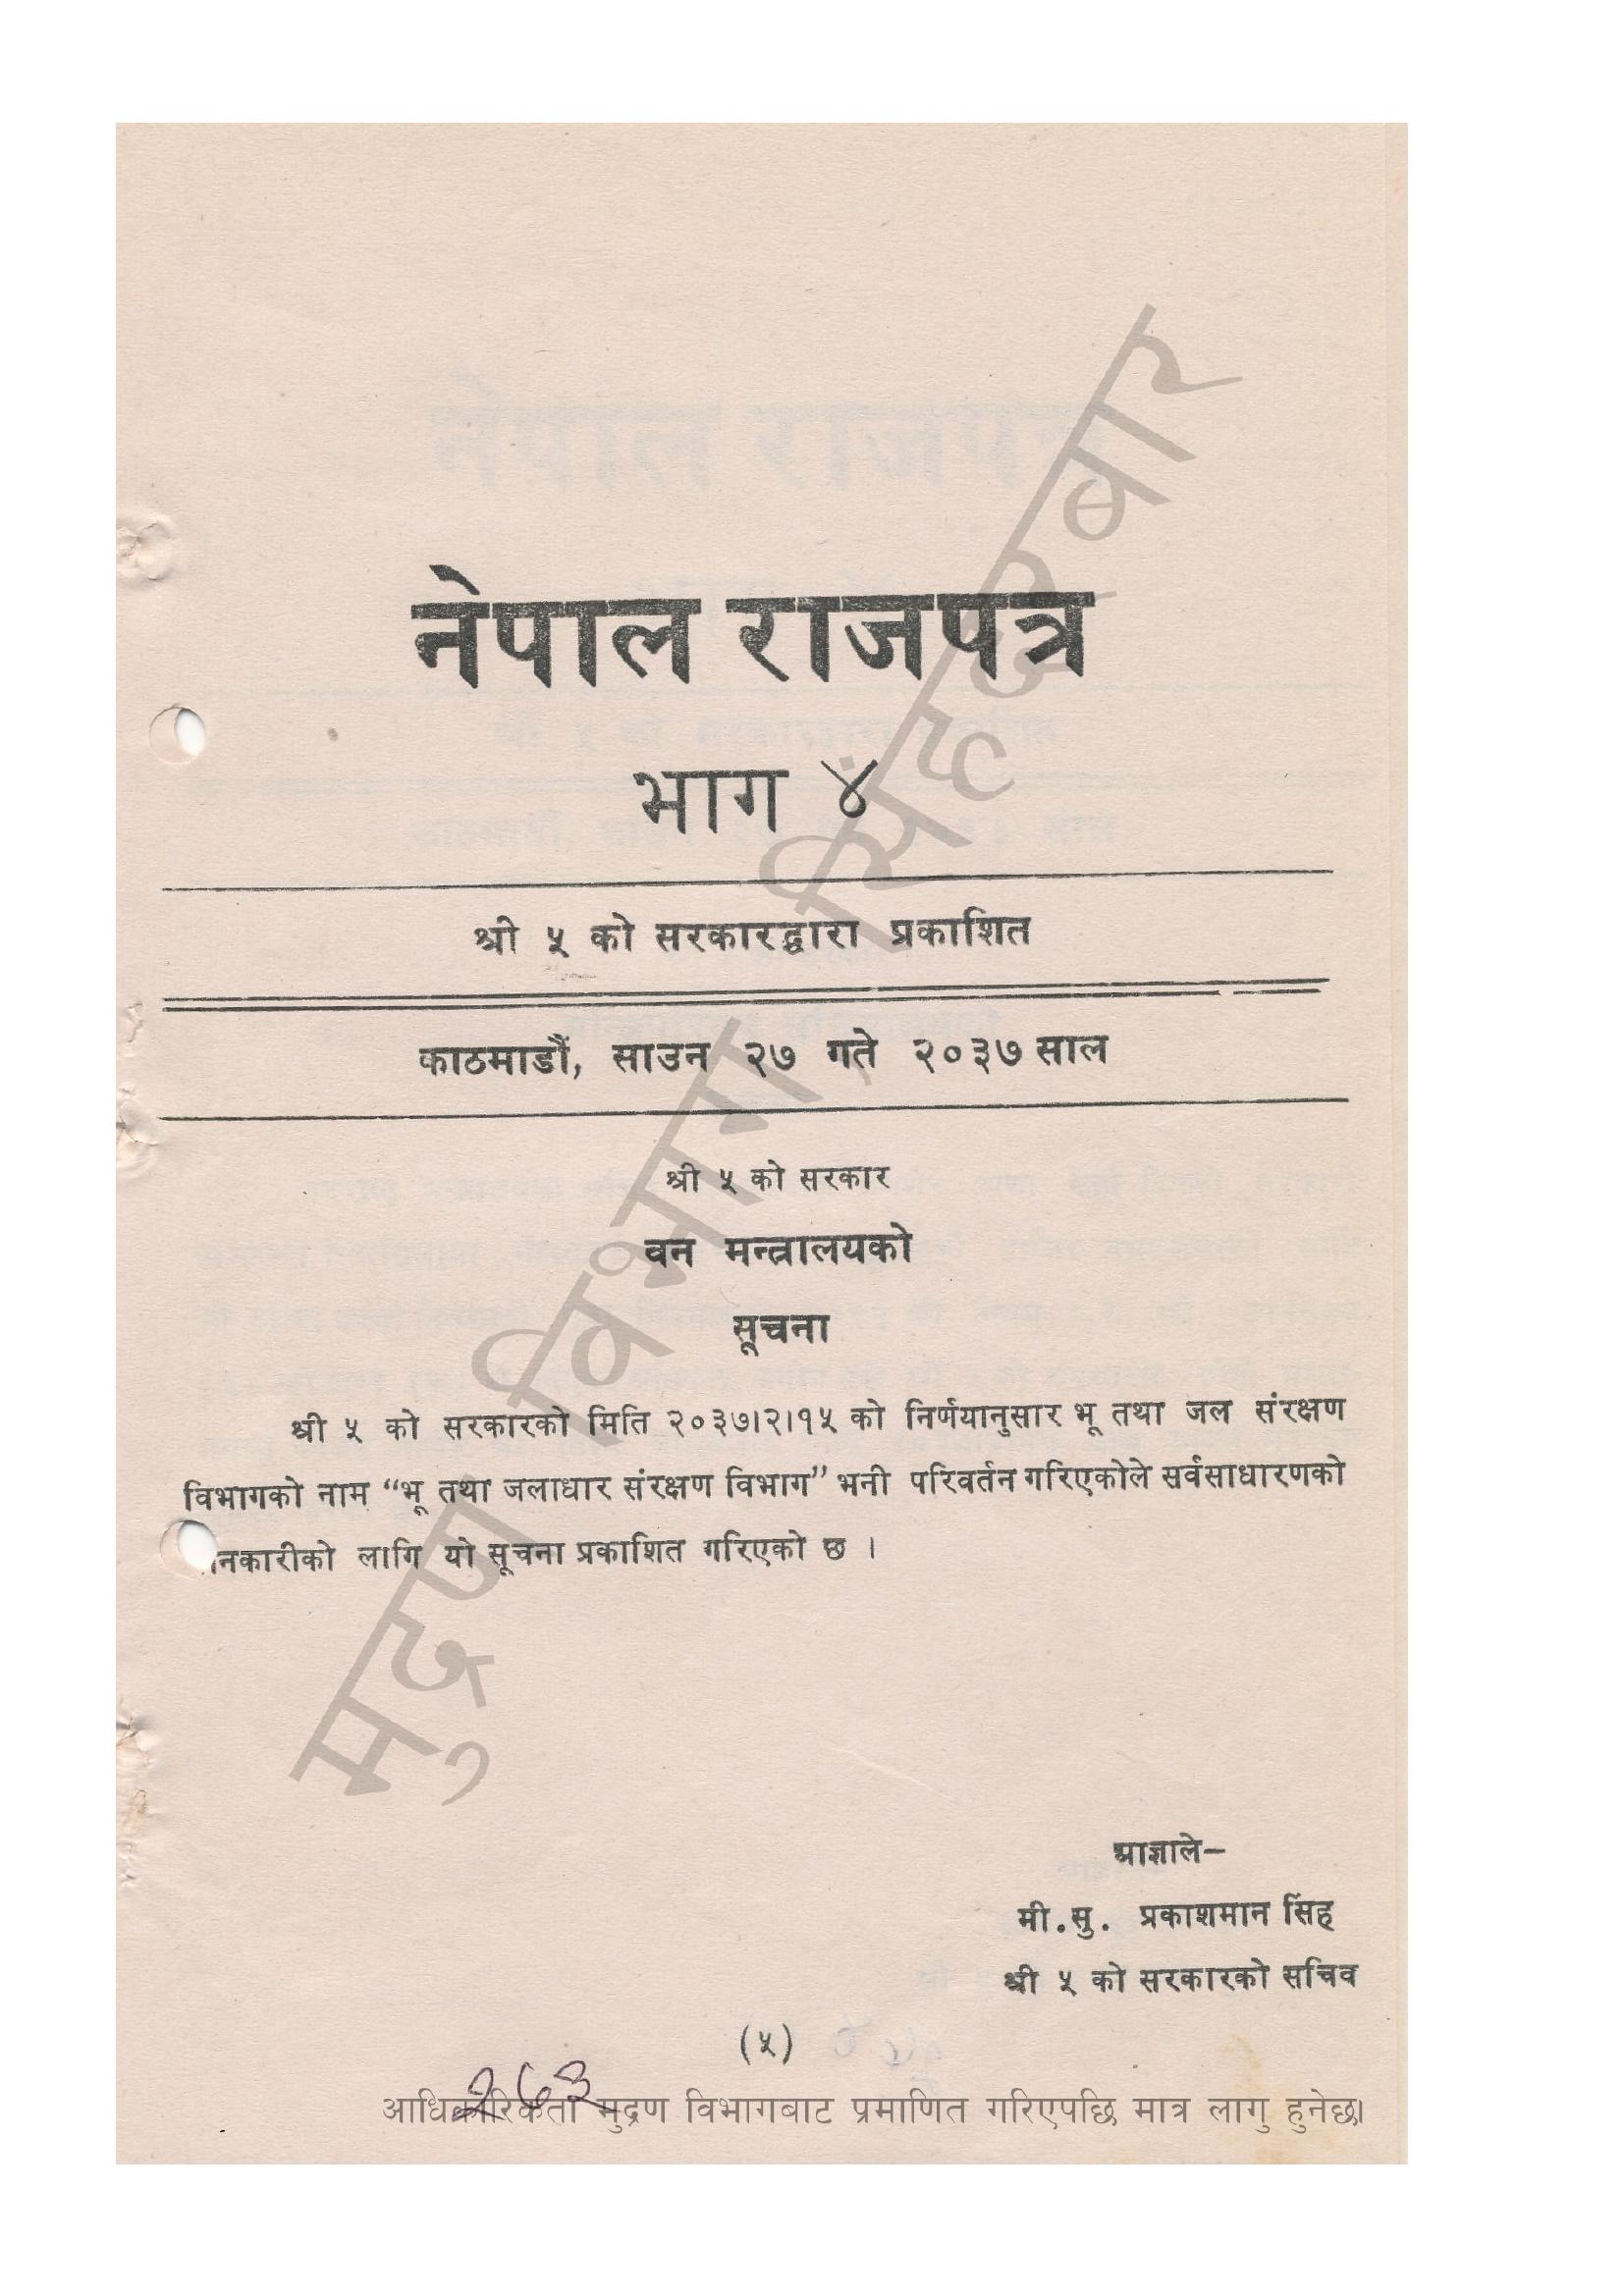 नेपाल राजपत्र
भाग ४
श्री ५ को सरकारद्वारा प्रकाशित
काठमाडौं, साउन २७ गते २०३७ साल
श्री ५ को सरकार
वन मन्त्रालयको
सूचना
श्री ५ को सरकारको मिति २०३७।२।१५ को निर्णयानुसार भू तथा जल संरक्षण
विभागको नाम “भू तथा जलाधार संरक्षण विभाग” भनी परिवर्तन गरिएकोले सर्वसाधारणको
ानकारीको लागि यो सूचना प्रकाशित गरिएको छ ।
आज्ञाले–
मी.सु. प्रकाशमान सिंह
श्री ५ को सरकारको सचिव
(५)
२७३
आधिकारिकता मुद्रण विभागबाट प्रमाणित गरिएपछि मात्र लागु हुनेछ।
मुद्रण विभाग, सिंहदरबार